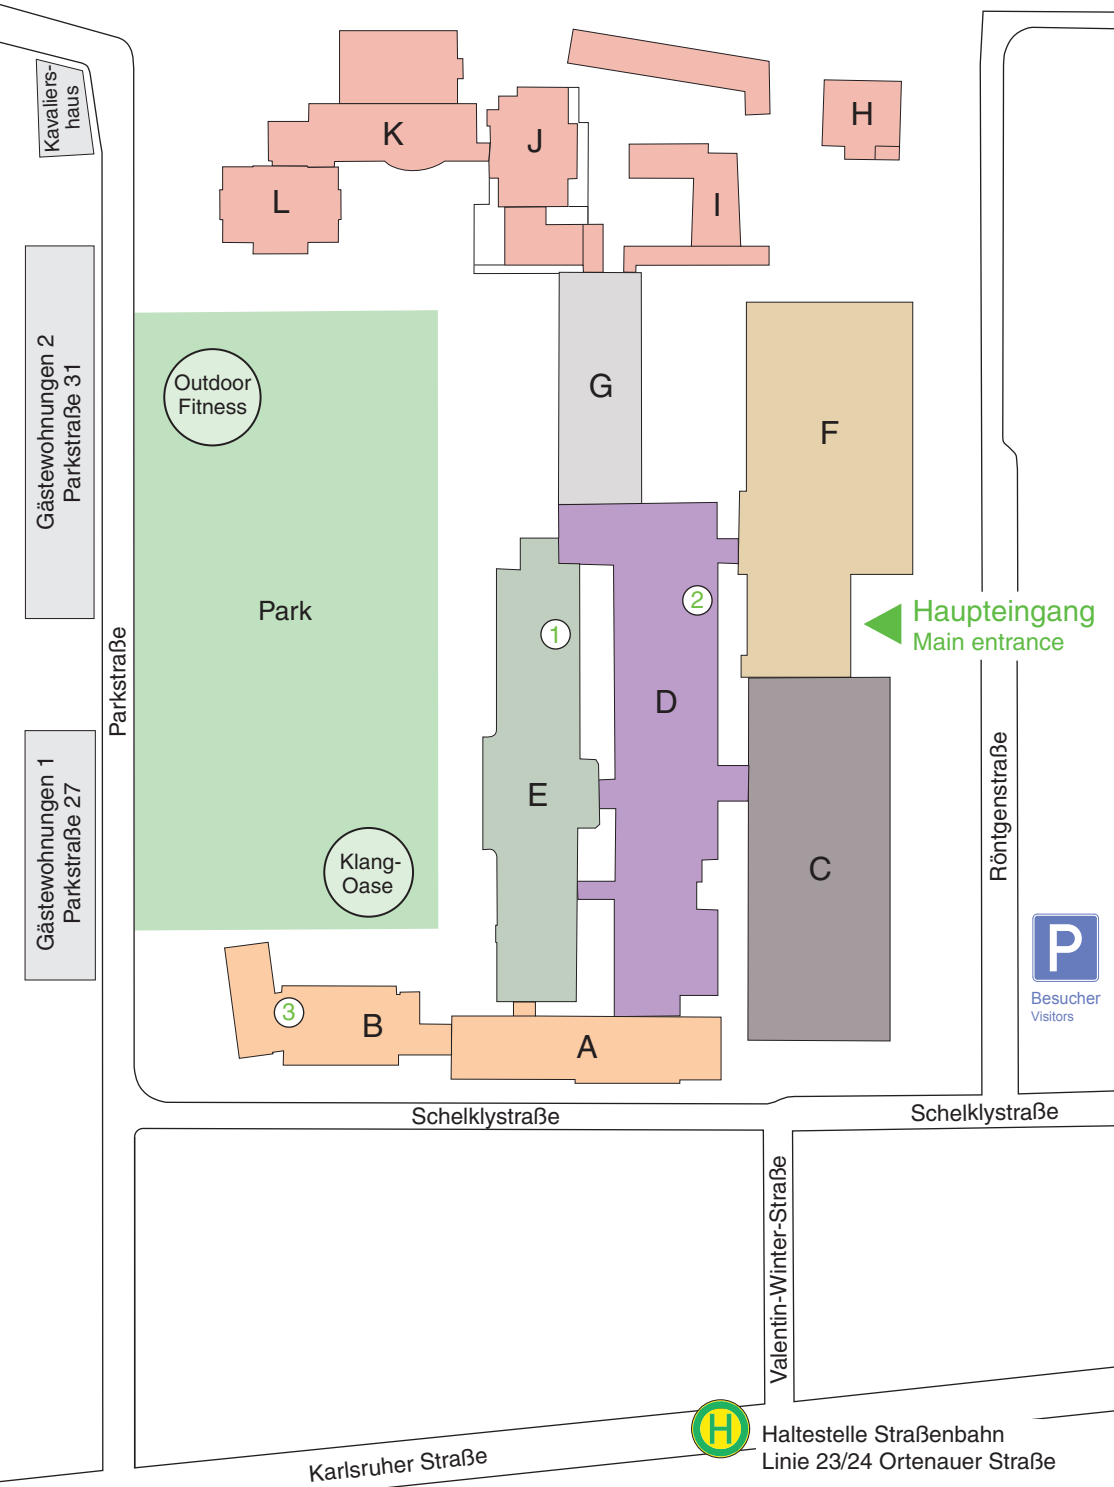 Kavaliers-
haus
K
J
H
L
I
Gästewohnungen 2
Parkstraße 31
Outdoor
Fitness
G
F
Park
1
2
Haupteingang
Main entrance
Parkstraße
D
E
Gästewohnungen 1
Parkstraße 27
Klang-
Oase
C
Röntgenstraße
P
Besucher
Visitors
3
B
A
Schelklystraße
Schelklystraße
Valentin-Winter-Straße
H
Haltestelle Straßenbahn
Linie 23/24 Ortenauer Straße
Karlsruher Straße